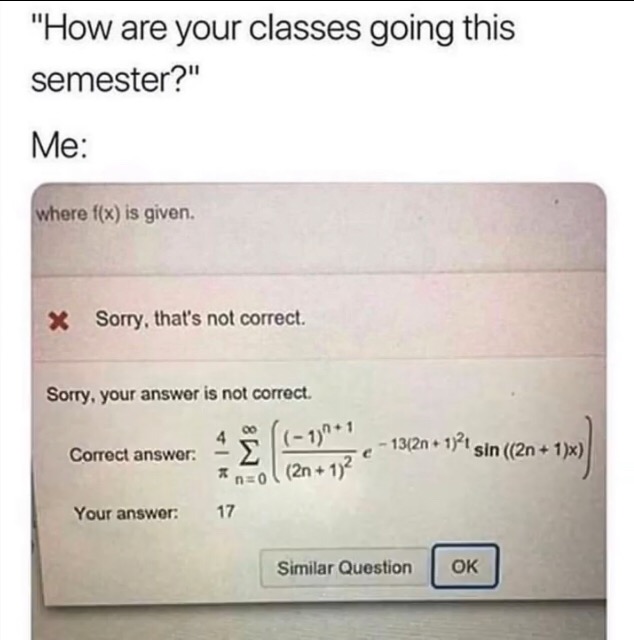 "How are your classes going this
semester?"
Me:
where f(x) is given.
✗ Sorry, that's not correct.
Sorry, your answer is not correct.
Correct answer: 4/π ∞ Σ n=0 ( (-1)^(n+1) / (2n+1)² e^(-13(2n+1)²t) sin ((2n+1)x) )
Your answer: 17
Similar Question OK